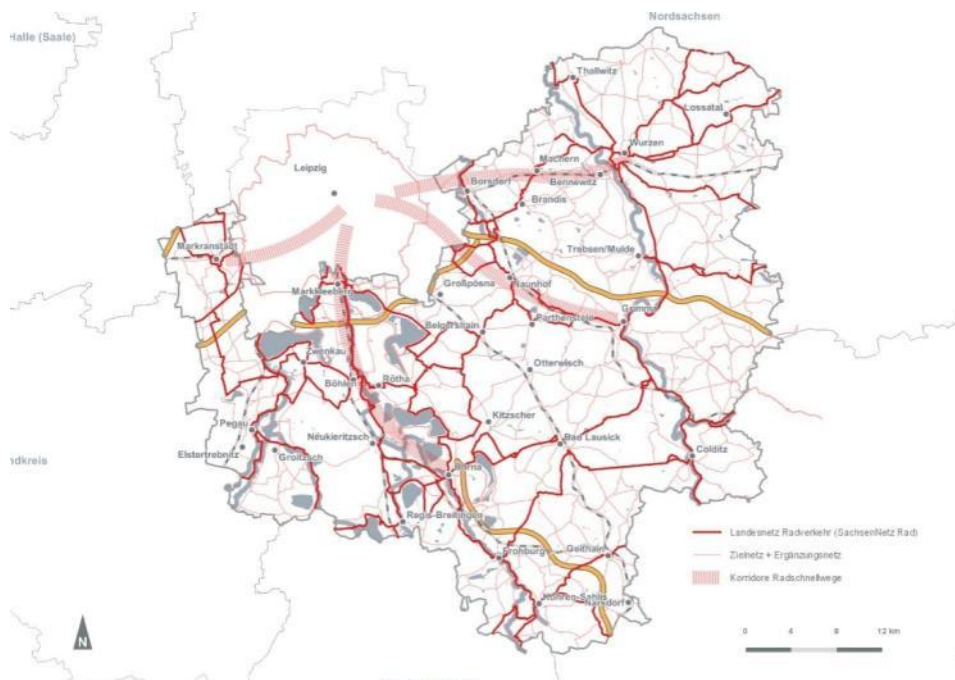 Nordsachsen
Halle (Saale)
Thallwitz
Lossatal
Wurzen
Machern
Bennewitz
Leipzig
Borsdorf
Brandis
Trebsen/Mulde
Markranstädt
Naunhof
Markkleeberg
Großpösna
Grimma
Parthenstein
Belgershain
Zwenkau
Otterwisch
Böhlen
Rötha
Kitzscher
Pegau
Neukieritzsch
Bad Lausick
Elstertrebnitz
Groitzsch
Colditz
ndkreis
Borna
Regis-Breitingen
Landesnetz Radverkehr (SachsenNetz Rad)
Frohburg
Geithain
Zielnetz + Ergänzungsnetz
Korridore Radschnellwege
Kohren-Sahlis
Narsdorf
N
0 4 8 12 km